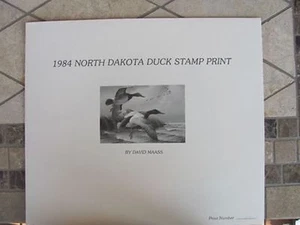 1984 NORTH DAKOTA DUCK STAMP PRINT
BY DAVID MAASS
Print Number